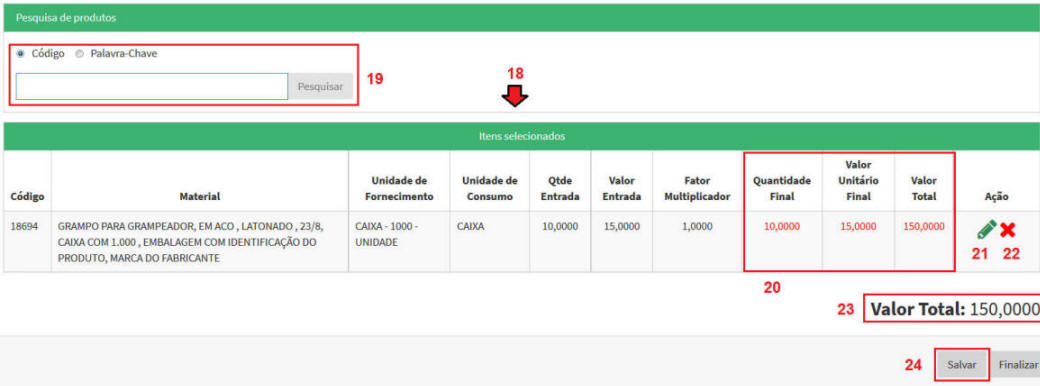 Pesquisa de produtos
Código Palavra-Chave
Pesquisar
19
18
Itens selecionados
Código
Material
Unidade de
Fornecimento
Unidade de
Consumo
Qtde
Entrada
Valor
Entrada
Fator
Multiplicador
Quantidade
Final
Valor
Unitário
Final
Valor
Total
Ação
18694
GRAMPO PARA GRAMPEADOR, EM ACO , LATONADO , 23/8,
CAIXA COM 1.000 , EMBALAGEM COM IDENTIFICAÇÃO DO
PRODUTO, MARCA DO FABRICANTE
CAIXA - 1000 -
UNIDADE
CAIXA
10,0000
15,0000
1,0000
10,0000
15,0000
150,0000
21 22
20
23
Valor Total: 150,0000
24
Salvar
Finalizar